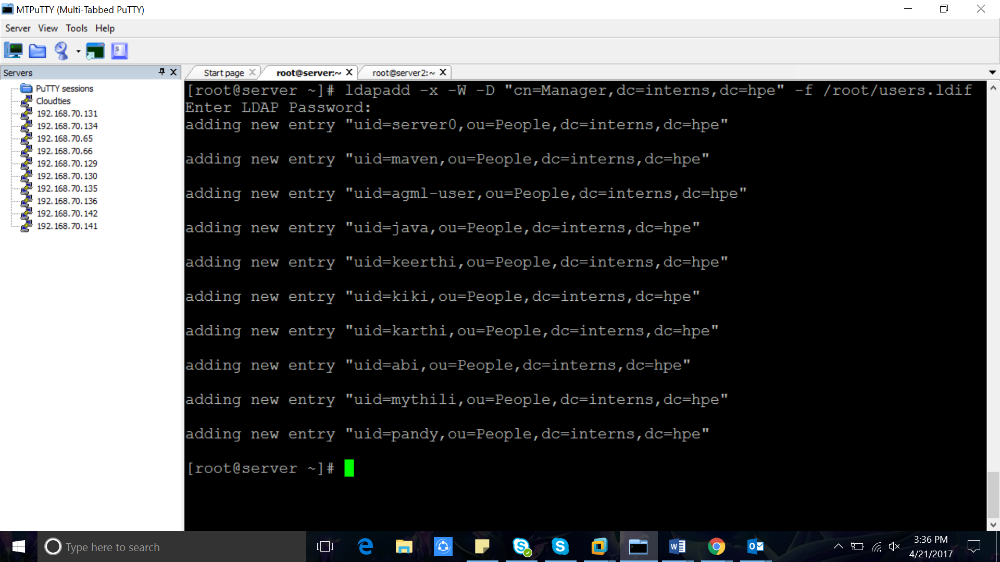 MTPuTTY (Multi-Tabbed PuTTY)
Server View Tools Help
Servers
PuTTY sessions
Cloudties
192.168.70.131
192.168.70.134
192.168.70.65
192.168.70.66
192.168.70.129
192.168.70.130
192.168.70.135
192.168.70.136
192.168.70.142
192.168.70.141
Start page root@server:~ root@server2:~
[root@server ~]# ldapadd -x -W -D "cn=Manager,dc=interns,dc=hpe" -f /root/users.ldif
Enter LDAP Password:
adding new entry "uid=server0,ou=People,dc=interns,dc=hpe"
adding new entry "uid=maven,ou=People,dc=interns,dc=hpe"
adding new entry "uid=agml-user,ou=People,dc=interns,dc=hpe"
adding new entry "uid=java,ou=People,dc=interns,dc=hpe"
adding new entry "uid=keerthi,ou=People,dc=interns,dc=hpe"
adding new entry "uid=kiki,ou=People,dc=interns,dc=hpe"
adding new entry "uid=karthi,ou=People,dc=interns,dc=hpe"
adding new entry "uid=abi,ou=People,dc=interns,dc=hpe"
adding new entry "uid=mythili,ou=People,dc=interns,dc=hpe"
adding new entry "uid=pandy,ou=People,dc=interns,dc=hpe"
[root@server ~]#
Type here to search
3:36 PM
4/21/2017